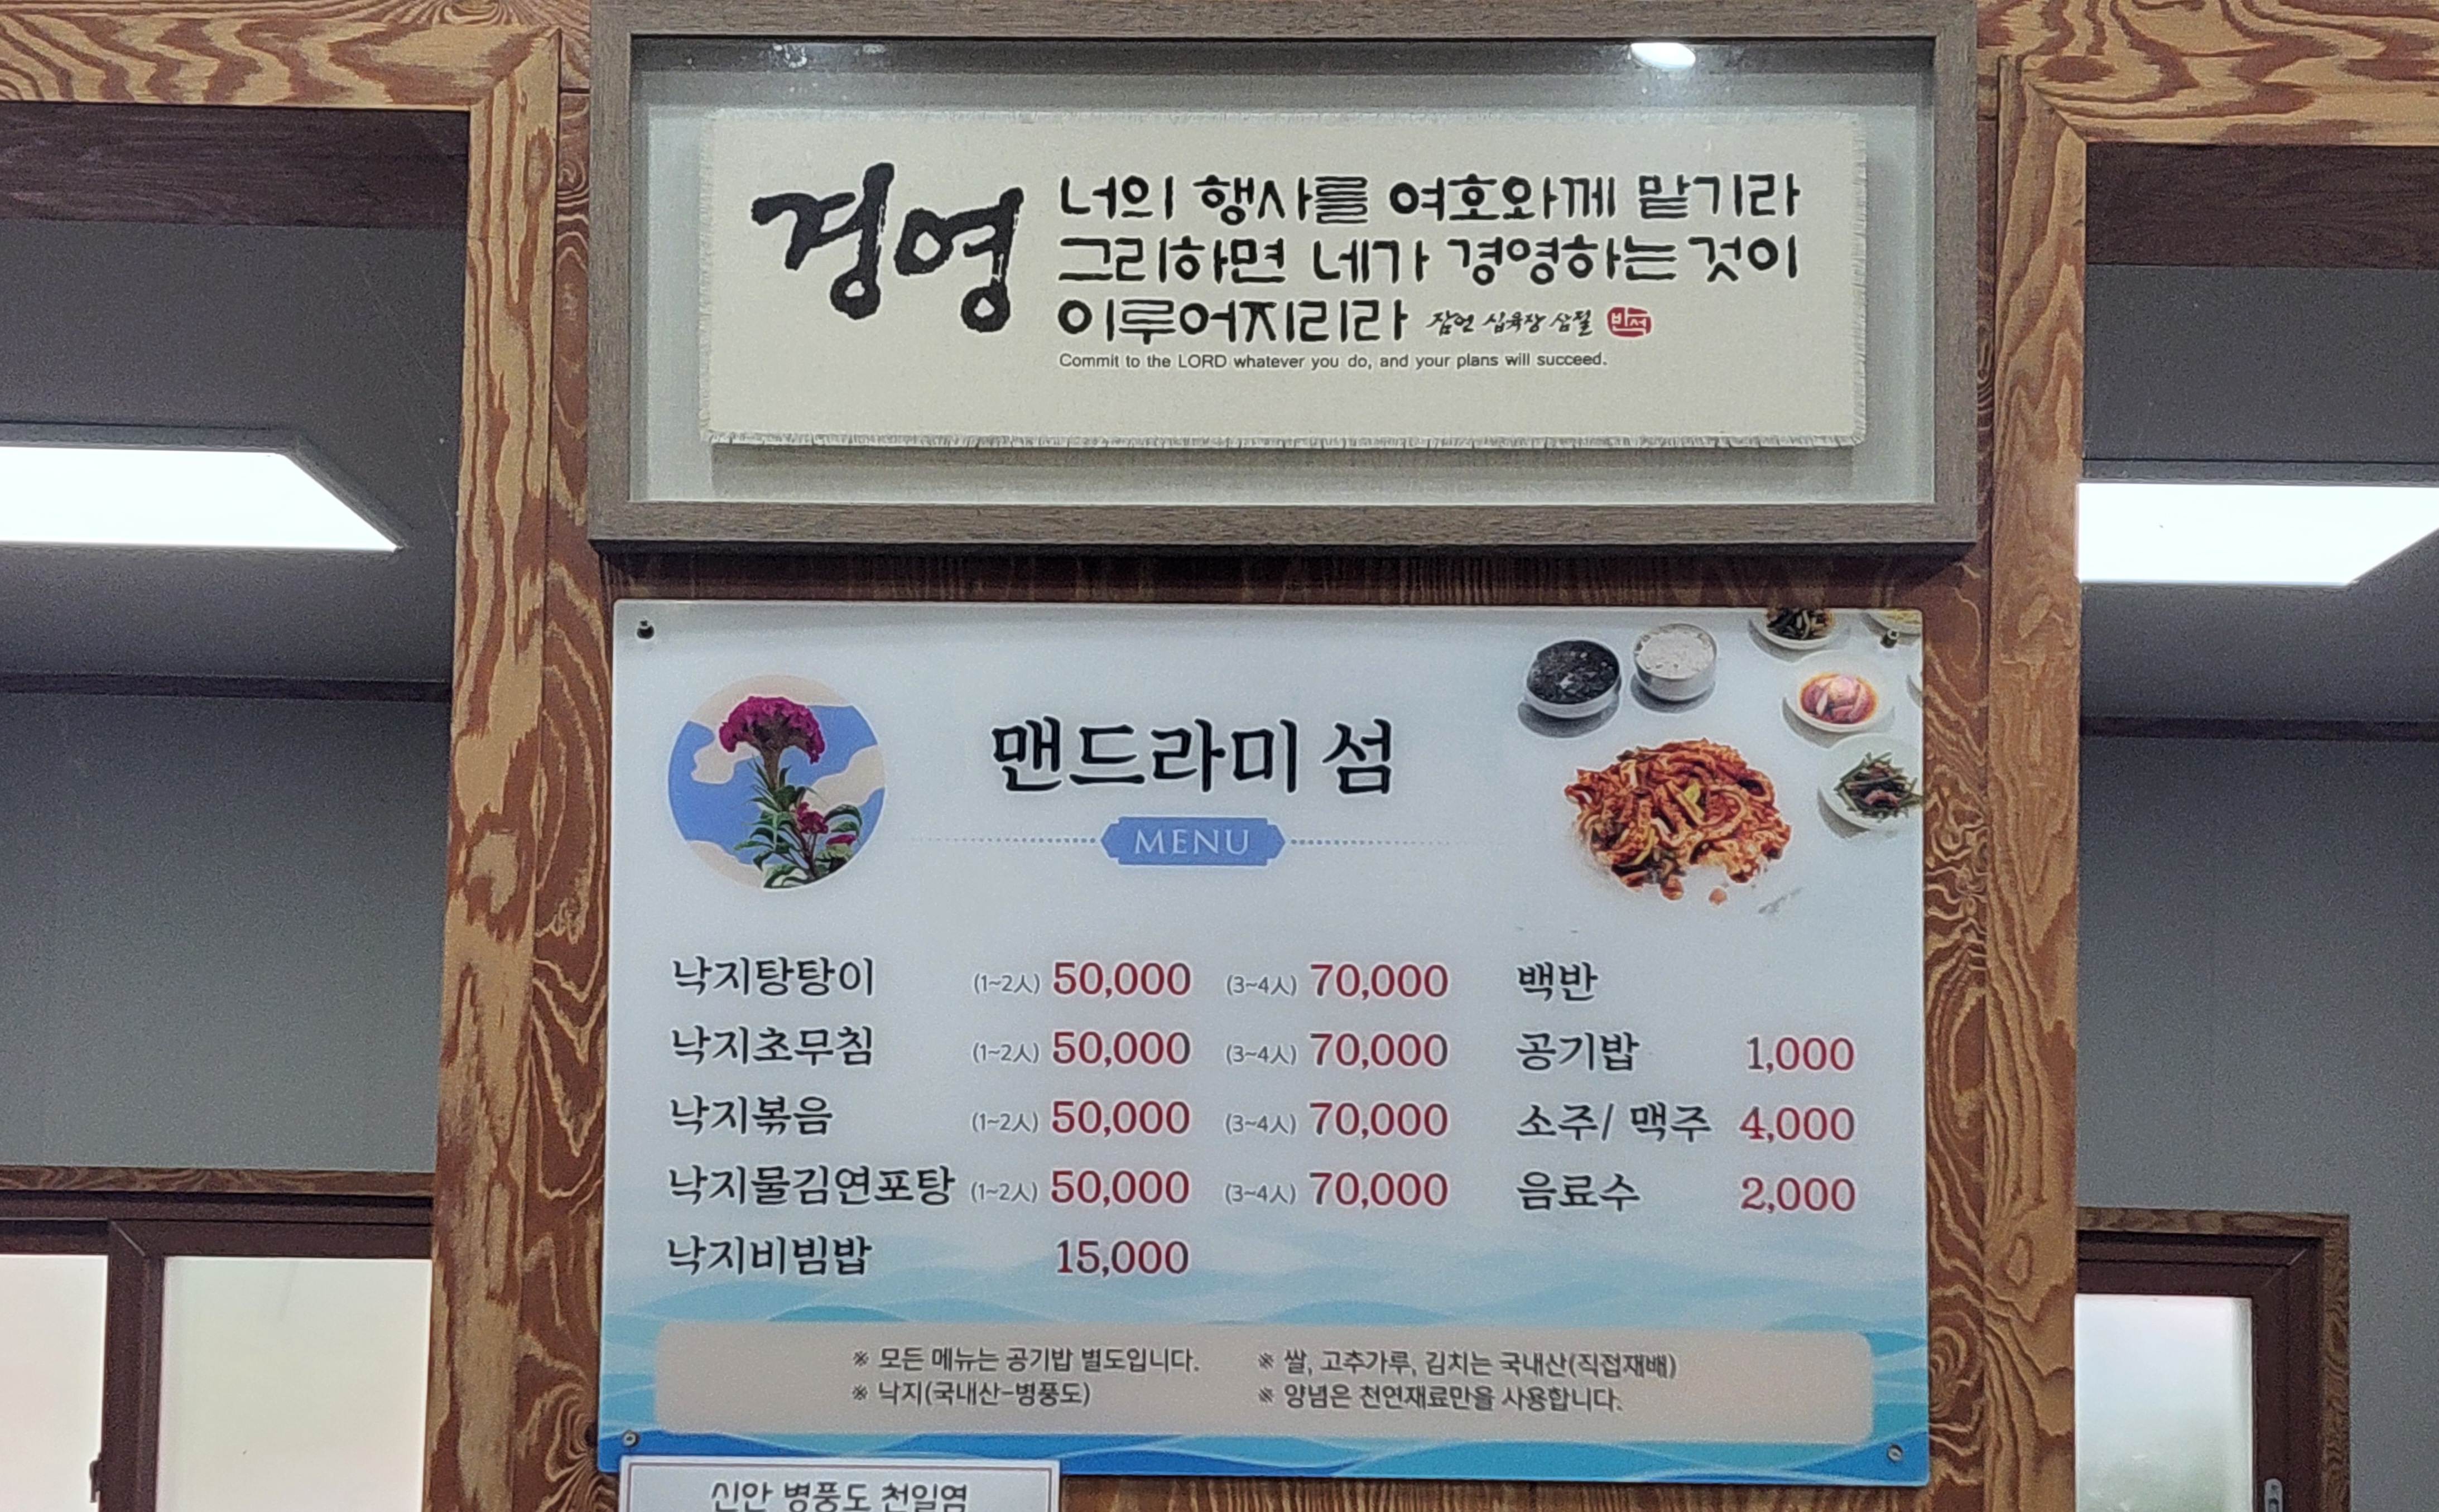 경영
너의 행사를 여호와께 맡기라
그리하면 네가 경영하는 것이
이루어지리라 잠언 십육장 삼절 반석
Commit to the LORD whatever you do, and your plans will succeed.
맨드라미 섬
MENU
낙지탕탕이 (1~2人) 50,000 (3~4人) 70,000
낙지초무침 (1~2人) 50,000 (3~4人) 70,000
낙지볶음 (1~2人) 50,000 (3~4人) 70,000
낙지물김연포탕 (1~2人) 50,000 (3~4人) 70,000
낙지비빔밥 15,000
백반
공기밥 1,000
소주/ 맥주 4,000
음료수 2,000
※ 모든 메뉴는 공기밥 별도입니다.
※ 낙지(국내산-병풍도)
※ 쌀, 고추가루, 김치는 국내산(직접재배)
※ 양념은 천연재료만을 사용합니다.
신안 병풍도 천일염